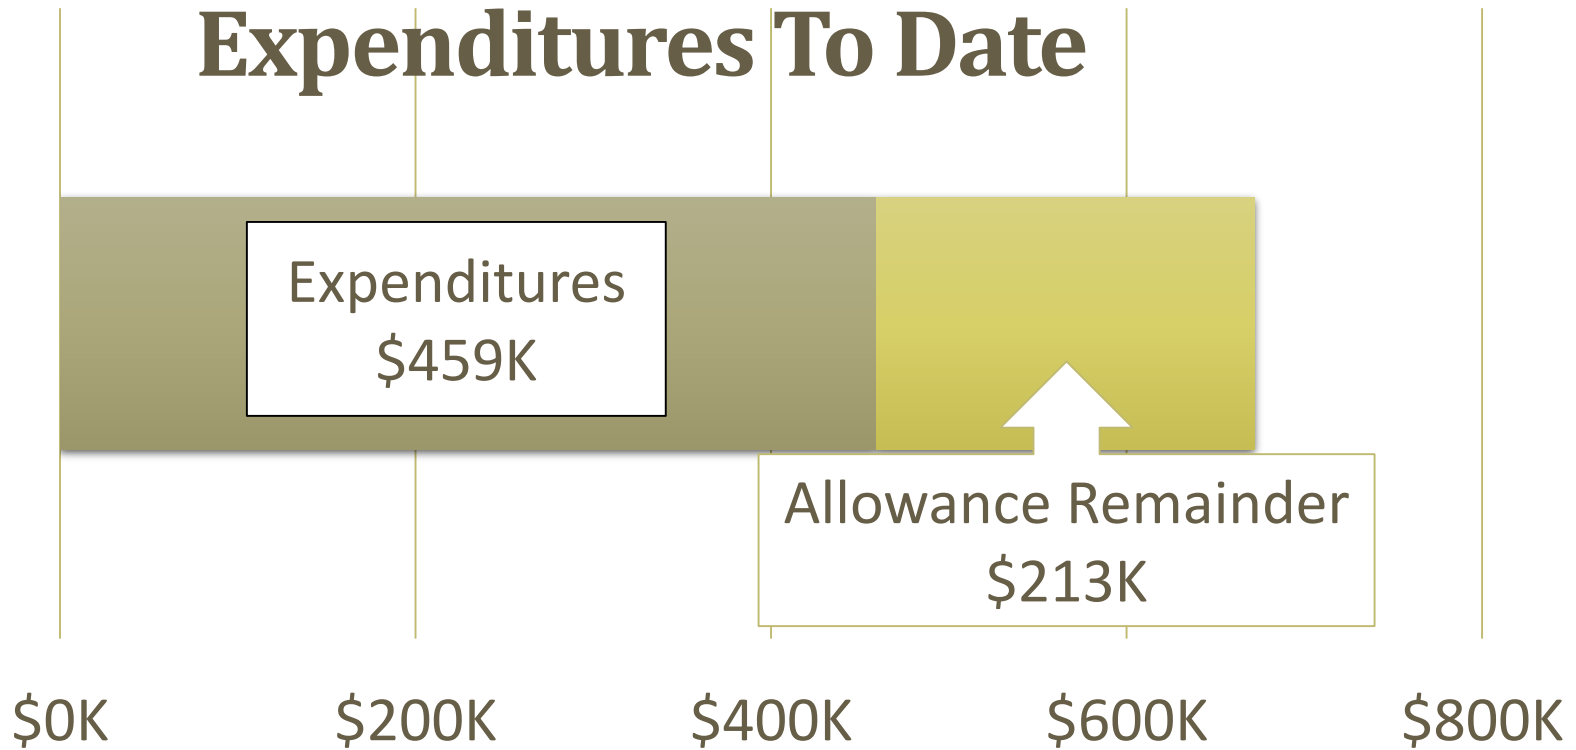 Expenditures To Date
Expenditures
$459K
Allowance Remainder
$213K
$0K
$200K
$400K
$600K
$800K